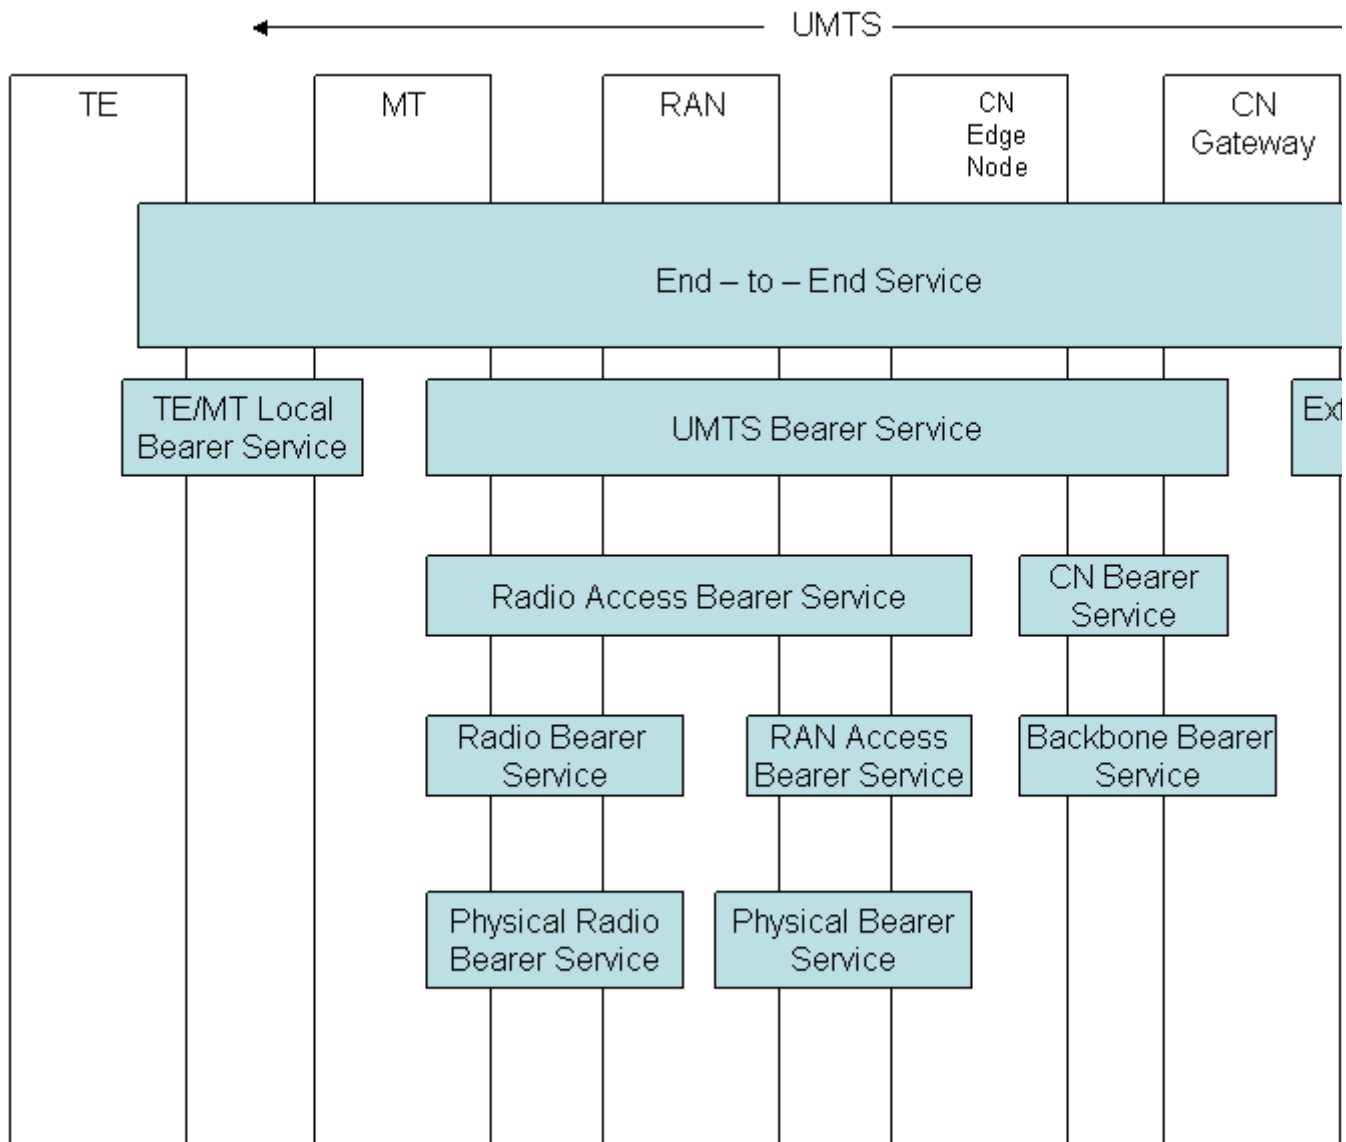 UMTS
TE
MT
RAN
CN
Edge
Node
CN
Gateway
End – to – End Service
TE/MT Local
Bearer Service
UMTS Bearer Service
Ext
Radio Access Bearer Service
CN Bearer
Service
Radio Bearer
Service
RAN Access
Bearer Service
Backbone Bearer
Service
Physical Radio
Bearer Service
Physical Bearer
Service